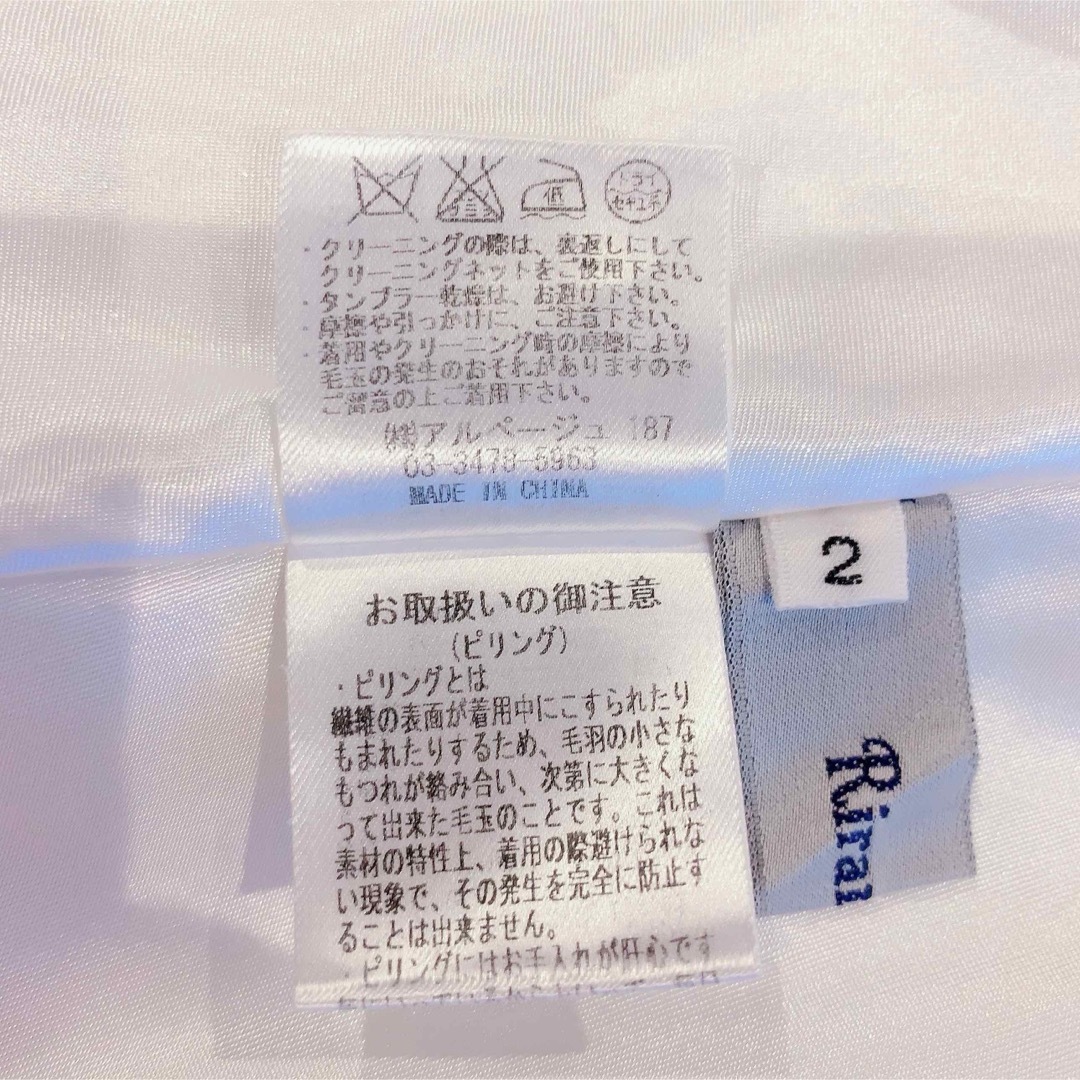 低
ドライ
セキユ系
・クリーニングの際は、裏返しにして
クリーニングネットをご使用下さい。
・タンブラー乾燥は、お避け下さい。
・摩擦や引っかけに、ご注意下さい。
・着用やクリーニング時の摩擦により
毛玉の発生のおそれがありますので
ご留意の上ご着用下さい。
㈱アルページュ 187
03-3478-5963
MADE IN CHINA
2
Riran
お取扱いの御注意
(ピリング)
・ピリングとは
繊維の表面が着用中にこすられたり
もまれたりするため、毛羽の小さな
もつれが絡み合い、次第に大きくな
って出来た毛玉のことです。これは
素材の特性上、着用の際避けられな
い現象で、その発生を完全に防止す
ることは出来ません。
・ピリングにはお手入れが肝心です